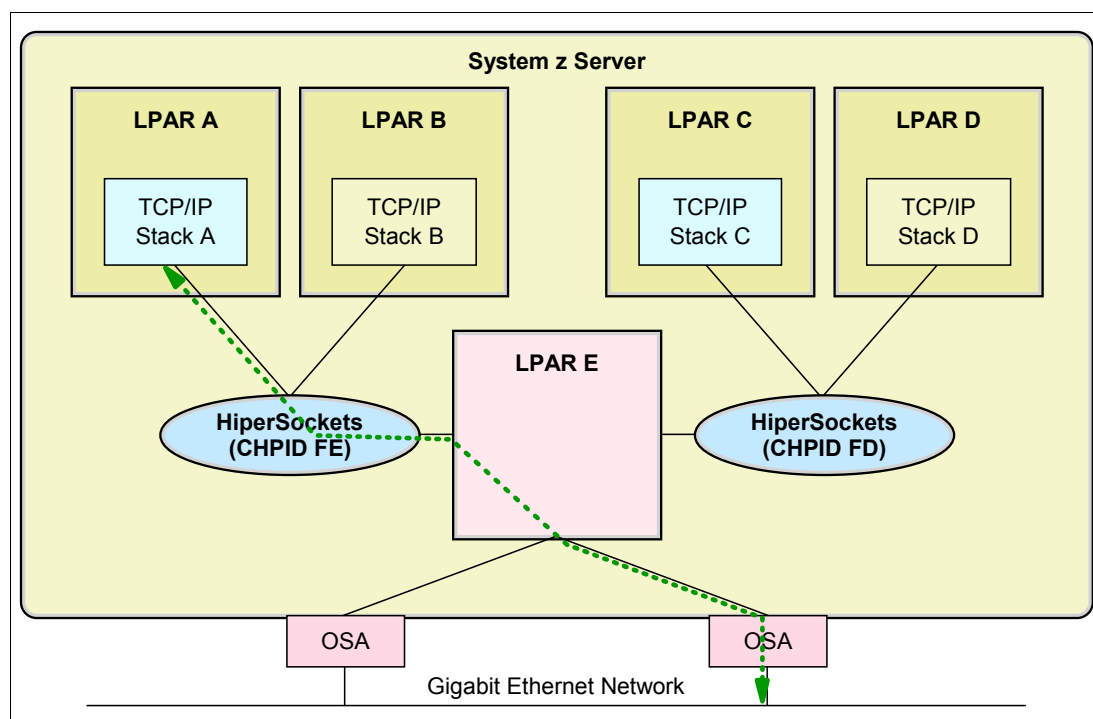 System z Server
LPAR A
LPAR B
LPAR C
LPAR D
TCP/IP
Stack A
TCP/IP
Stack B
TCP/IP
Stack C
TCP/IP
Stack D
LPAR E
HiperSockets
(CHPID FE)
HiperSockets
(CHPID FD)
OSA
OSA
Gigabit Ethernet Network